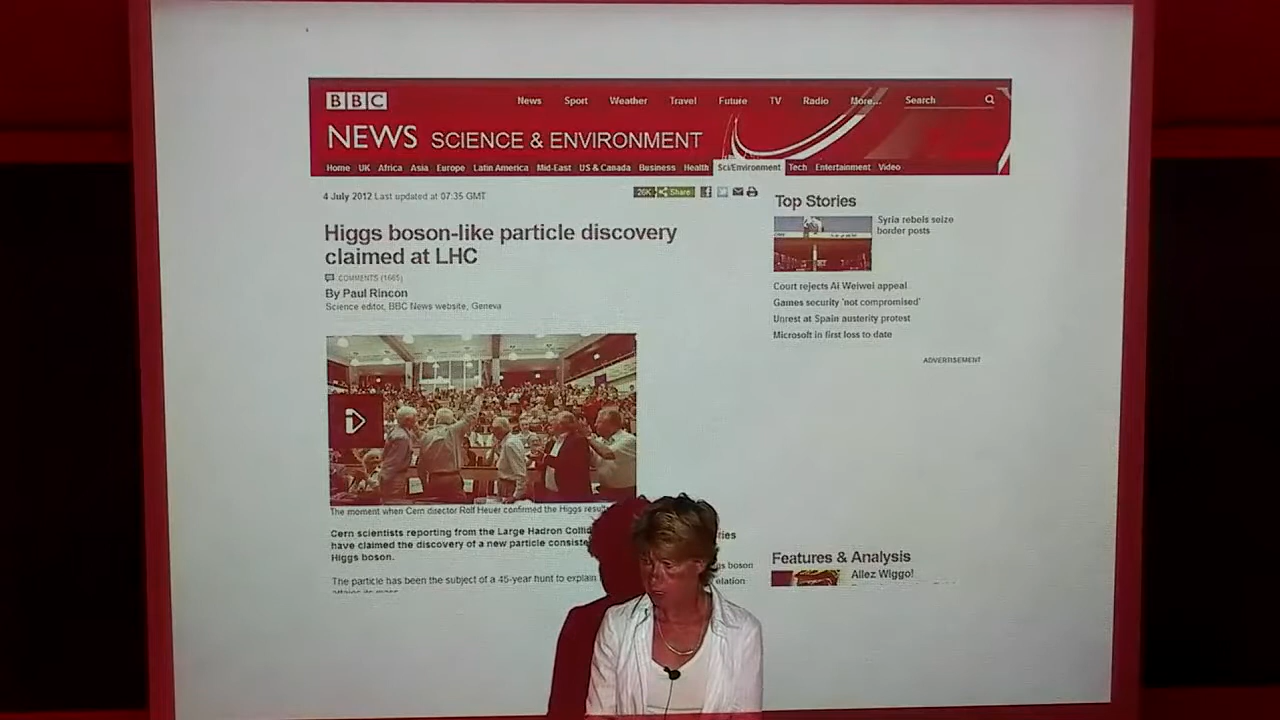 BBC
News Sport Weather Travel Future TV Radio More... Search
NEWS SCIENCE & ENVIRONMENT
Home UK Africa Asia Europe Latin America Mid-East US & Canada Business Health Sci/Environment Tech Entertainment Video
4 July 2012 Last updated at 07:35 GMT
26K Share
Higgs boson-like particle discovery
claimed at LHC
COMMENTS (1665)
By Paul Rincon
Science editor, BBC News website, Geneva
The moment when Cern director Rolf Heuer confirmed the Higgs
Cern scientists reporting from the Large Hadron
have claimed the discovery of a new particle
Higgs boson.
The particle has been the subject of a 45-year hunt to explain
boson
Top Stories
Syria rebels seize
border posts
Court rejects Ai Weiwei appeal
Games security 'not compromised'
Unrest at Spain austerity protest
Microsoft in first loss to date
ADVERTISEMENT
Features & Analysis
Allez Wiggo!